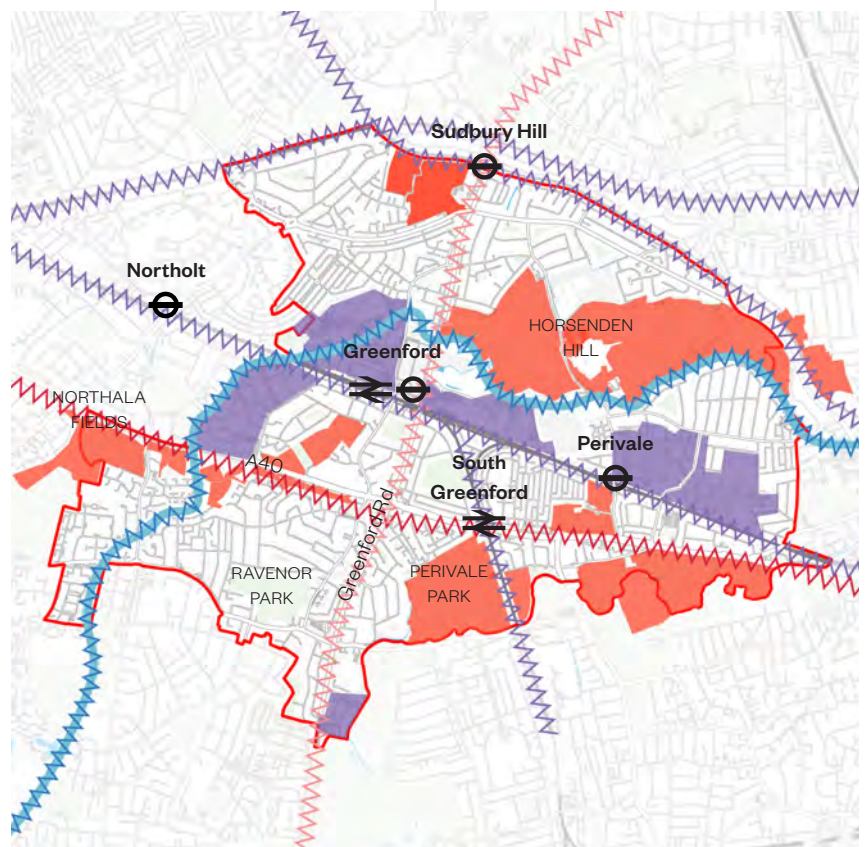 Sudbury Hill
Northolt
HORSENDEN
HILL
Greenford
NORTHALA
FIELDS
Perivale
A40
South
Greenford
Greenford Rd
RAVENOR
PARK
PERIVALE
PARK